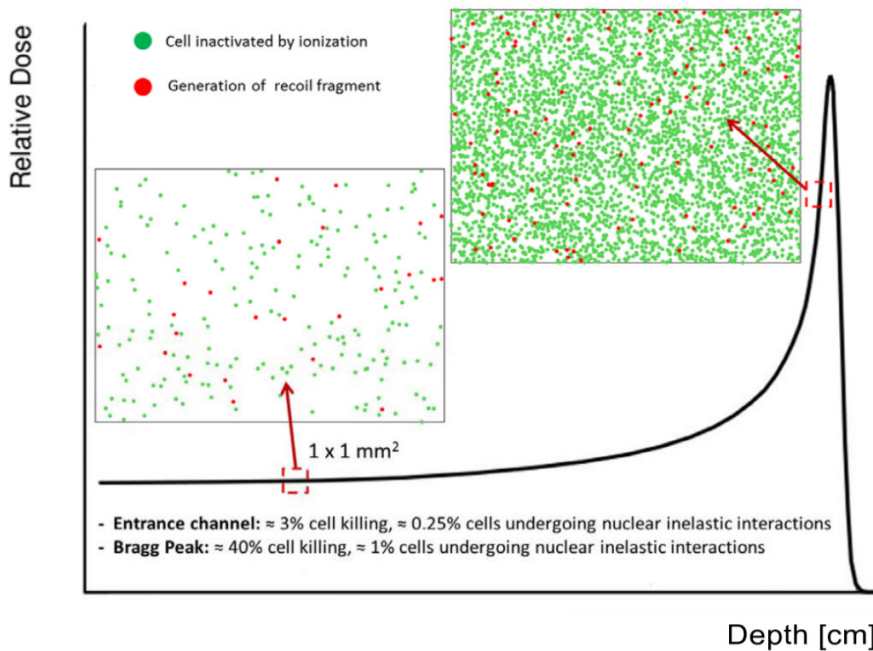 Relative Dose
Cell inactivated by ionization
Generation of recoil fragment
1 x 1 mm²
- Entrance channel: ≈ 3% cell killing, ≈ 0.25% cells undergoing nuclear inelastic interactions
- Bragg Peak: ≈ 40% cell killing, ≈ 1% cells undergoing nuclear inelastic interactions
Depth [cm]